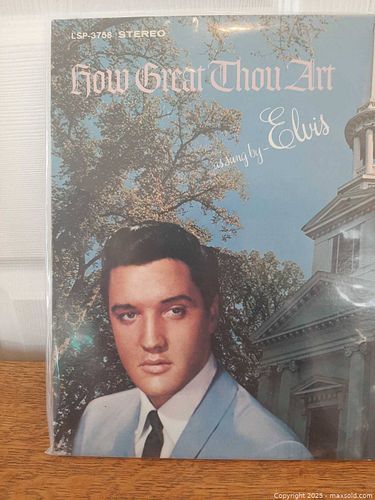 LSP-3758 STEREO
How Great Thou Art
as sung by–
Elvis
Copyright 2025 - maxsold.com